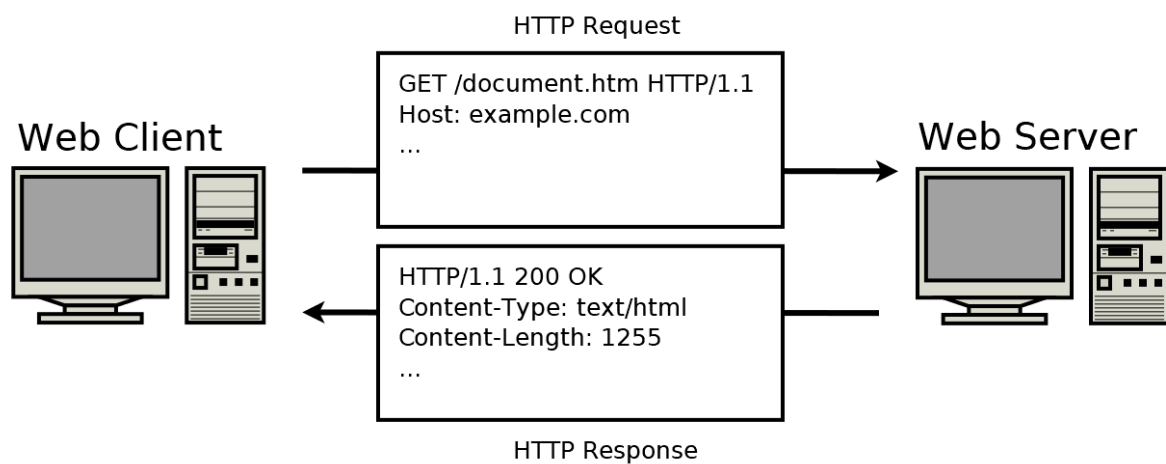 HTTP Request
GET /document.htm HTTP/1.1
Host: example.com
...
Web Client
Web Server
HTTP/1.1 200 OK
Content-Type: text/html
Content-Length: 1255
...
HTTP Response